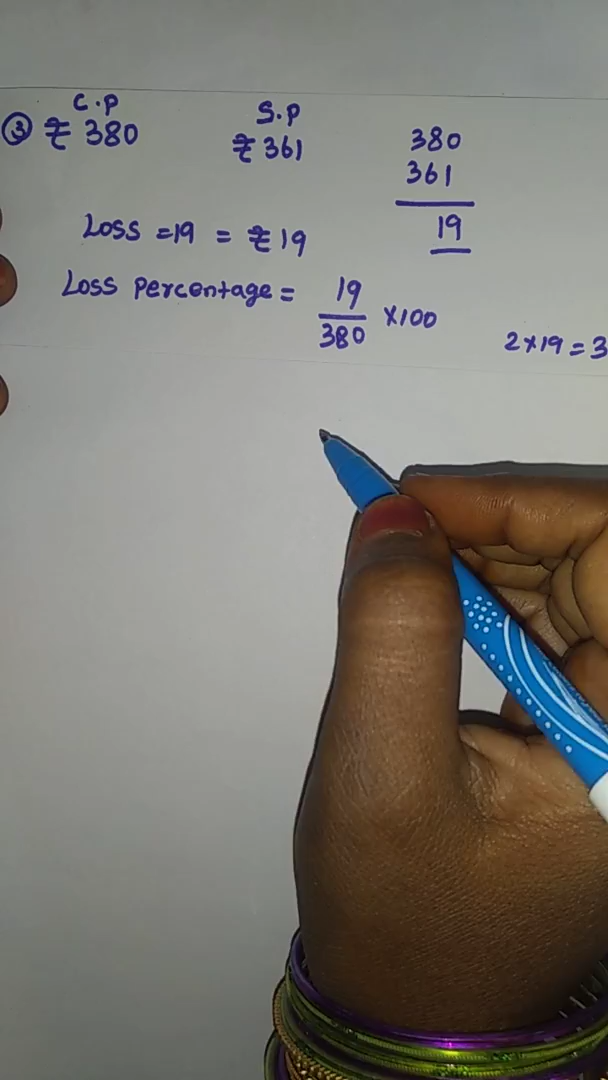 C.P S.P
③ ₹ 380 ₹ 361 380
361
19
Loss =19 = ₹ 19
Loss percentage = 19/380 ×100
2×19=3